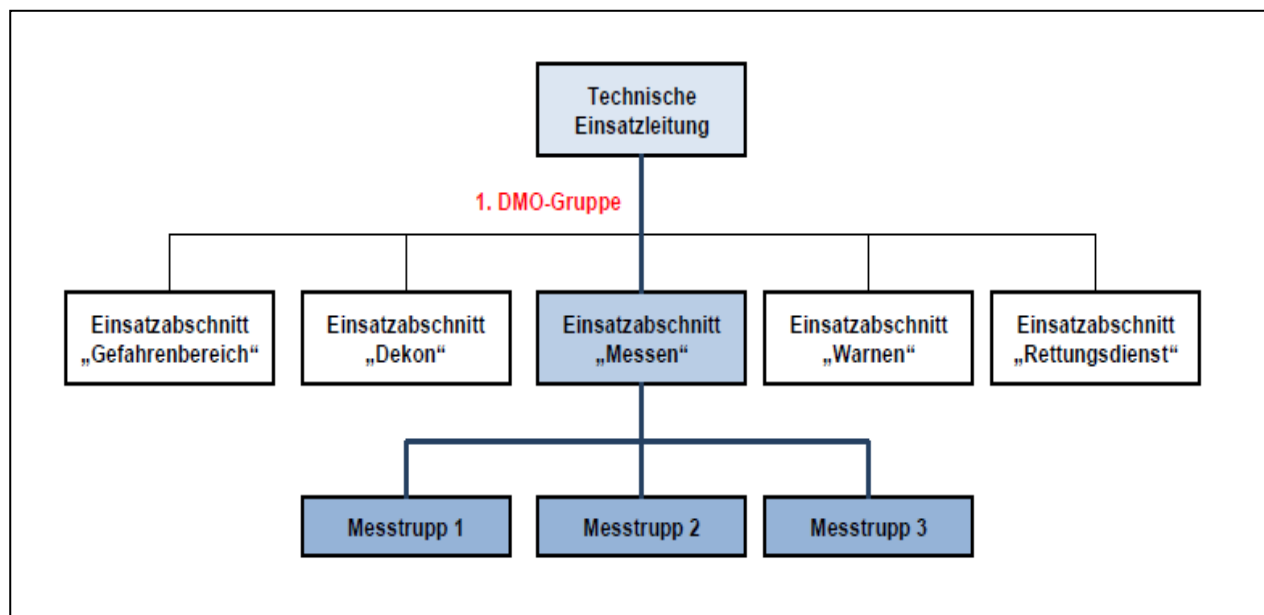 Technische
Einsatzleitung
1. DMO-Gruppe
Einsatzabschnitt
„Gefahrenbereich“
Einsatzabschnitt
„Dekon“
Einsatzabschnitt
„Messen“
Einsatzabschnitt
„Warnen“
Einsatzabschnitt
„Rettungsdienst“
Messtrupp 1
Messtrupp 2
Messtrupp 3